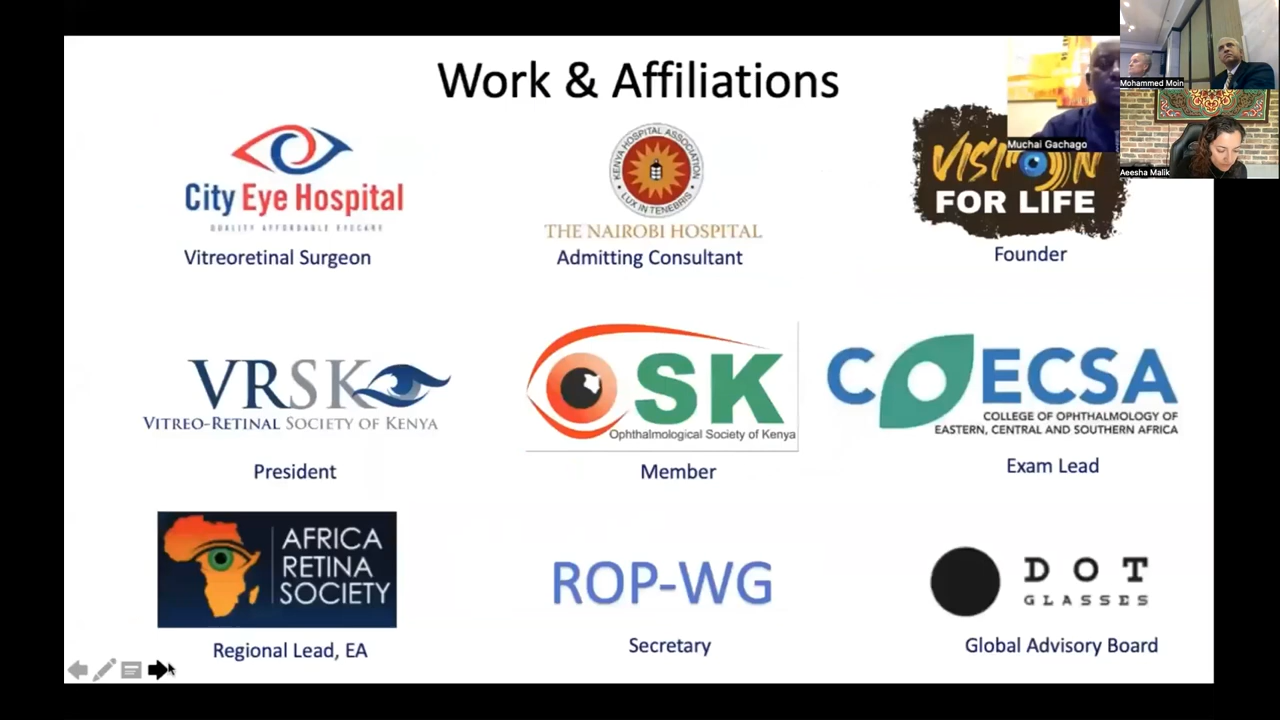 Work & Affiliations
Mohammed Moin
Muchai Gachago
Aeesha Malik
City Eye Hospital
QUALITY AFFORDABLE EYECARE
Vitreoretinal Surgeon
KENYA HOSPITAL ASSOCIATION
LUX IN TENEBRIS
THE NAIROBI HOSPITAL
Admitting Consultant
VISION
FOR LIFE
Founder
VRSK
VITREO-RETINAL SOCIETY OF KENYA
President
OSK
Ophthalmological Society of Kenya
Member
COECSA
COLLEGE OF OPHTHALMOLOGY OF
EASTERN, CENTRAL AND SOUTHERN AFRICA
Exam Lead
AFRICA
RETINA
SOCIETY
Regional Lead, EA
ROP-WG
Secretary
DOT
GLASSES
Global Advisory Board